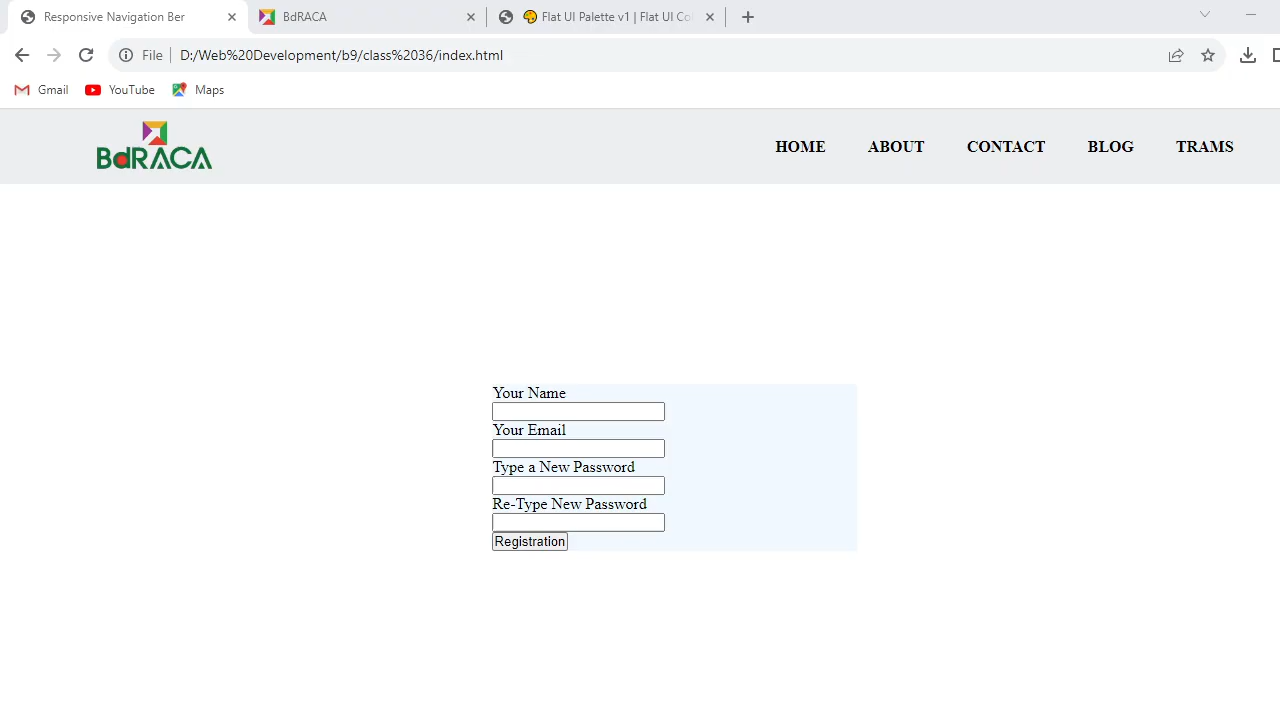 Responsive Navigation Ber
BdRACA
Flat UI Palette v1 | Flat UI Co
File
D:/Web%20Development/b9/class%2036/index.html
Gmail
YouTube
Maps
BdRACA
HOME
ABOUT
CONTACT
BLOG
TRAMS
Your Name
Your Email
Type a New Password
Re-Type New Password
Registration